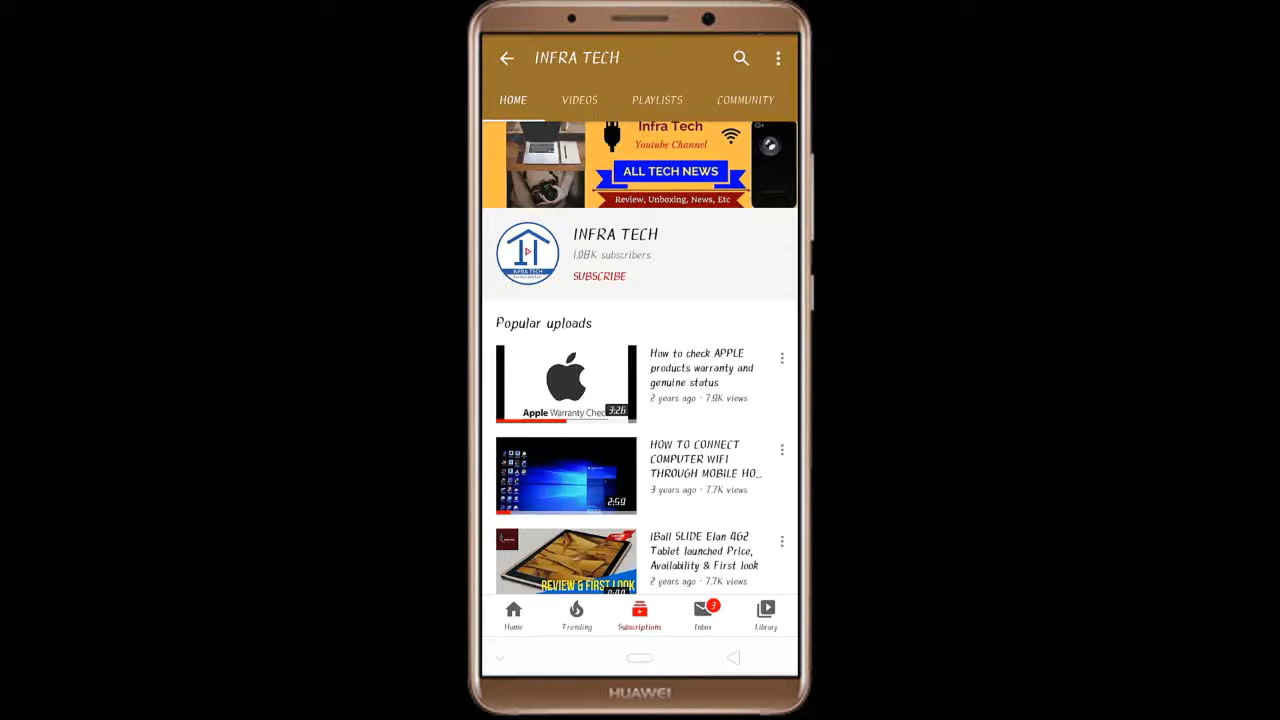 INFRA TECH
HOME VIDEOS PLAYLISTS COMMUNITY
Infra Tech
Youtube Channel
ALL TECH NEWS
Review, Unboxing, News, Etc
INFRA TECH
INFRA TECH
1.08K subscribers
SUBSCRIBE
Popular uploads
Apple Warranty Chec
3:26
How to check APPLE
products warranty and
genuine status
2 years ago · 7.9K views
2:59
HOW TO CONNECT
COMPUTER WIFI
THROUGH MOBILE HO...
3 years ago · 7.7K views
REVIEW & FIRST LOOK
iBall SLIDE Elan 4G2
Tablet launched Price,
Availability & First look
2 years ago · 7.7K views
3
Home Trending Subscriptions Inbox Library
HUAWEI